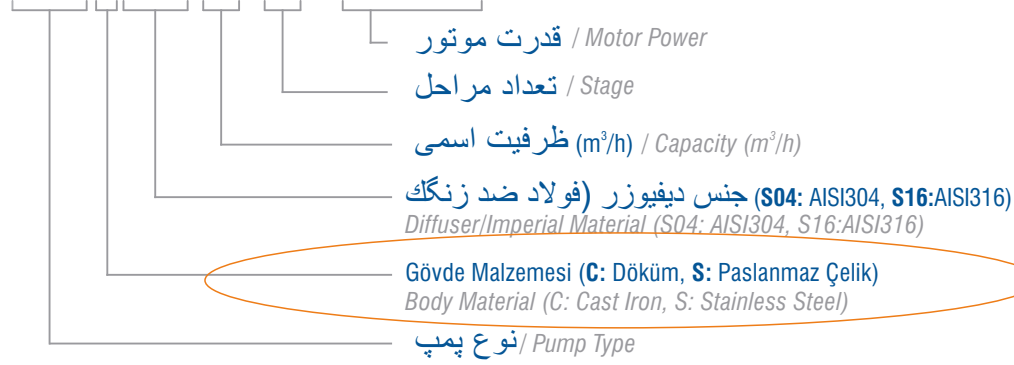 قدرت موتور / Motor Power
تعداد مراحل / Stage
ظرفیت اسمی (m³/h) / Capacity (m³/h)
جنس دیفیوزر (فولاد ضد زنگك (S04: AISI304, S16:AISI316)
Diffuser/Imperial Material (S04: AISI304, S16:AISI316)
Gövde Malzemesi (C: Döküm, S: Paslanmaz Çelik)
Body Material (C: Cast Iron, S: Stainless Steel)
نوع پمپ / Pump Type